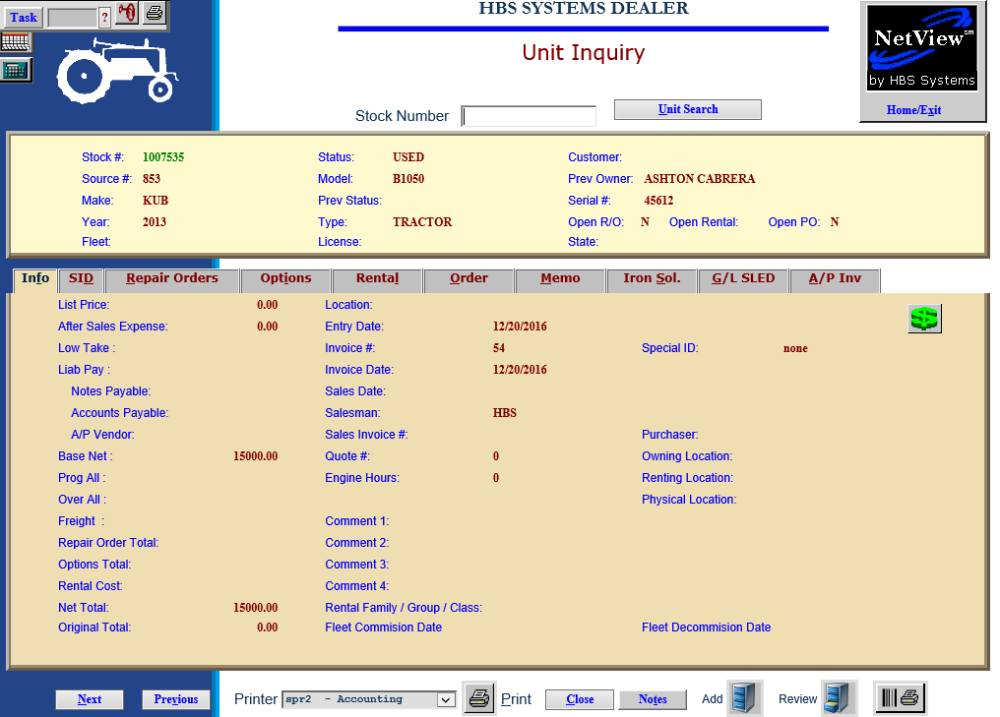 Task ?
HBS SYSTEMS DEALER
Unit Inquiry
NetView℠
by HBS Systems
Home/Exit
Stock Number
Unit Search
Stock #: 1007535 Status: USED Customer:
Source #: 853 Model: B1050 Prev Owner: ASHTON CABRERA
Make: KUB Prev Status: Serial #: 45612
Year: 2013 Type: TRACTOR Open R/O: N Open Rental: Open PO: N
Fleet: License: State:
Info SID Repair Orders Options Rental Order Memo Iron Sol. G/L SLED A/P Inv
List Price: 0.00 Location:
$
After Sales Expense: 0.00 Entry Date: 12/20/2016
Low Take : Invoice #: 54 Special ID: none
Liab Pay : Invoice Date: 12/20/2016
Notes Payable: Sales Date:
Accounts Payable: Salesman: HBS
A/P Vendor: Sales Invoice #: Purchaser:
Base Net : 15000.00 Quote #: 0 Owning Location:
Prog All : Engine Hours: 0 Renting Location:
Over All : Physical Location:
Freight : Comment 1:
Repair Order Total: Comment 2:
Options Total: Comment 3:
Rental Cost: Comment 4:
Net Total: 15000.00 Rental Family / Group / Class:
Original Total: 0.00 Fleet Commision Date Fleet Decommision Date
Next Previous Printer spr2 - Accounting Print Close Notes Add Review